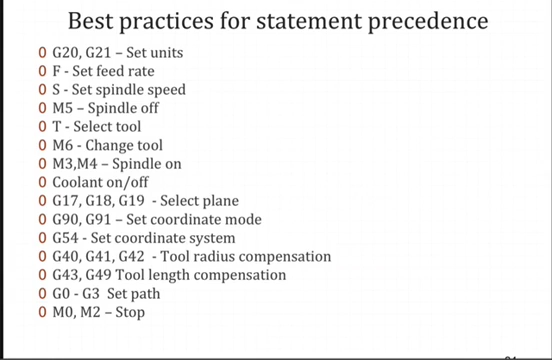 Best practices for statement precedence
0 G20, G21 – Set units
0 F - Set feed rate
0 S - Set spindle speed
0 M5 – Spindle off
0 T - Select tool
0 M6 - Change tool
0 M3,M4 – Spindle on
0 Coolant on/off
0 G17, G18, G19 - Select plane
0 G90, G91 – Set coordinate mode
0 G54 - Set coordinate system
0 G40, G41, G42 - Tool radius compensation
0 G43, G49 Tool length compensation
0 G0 - G3 Set path
0 M0, M2 – Stop